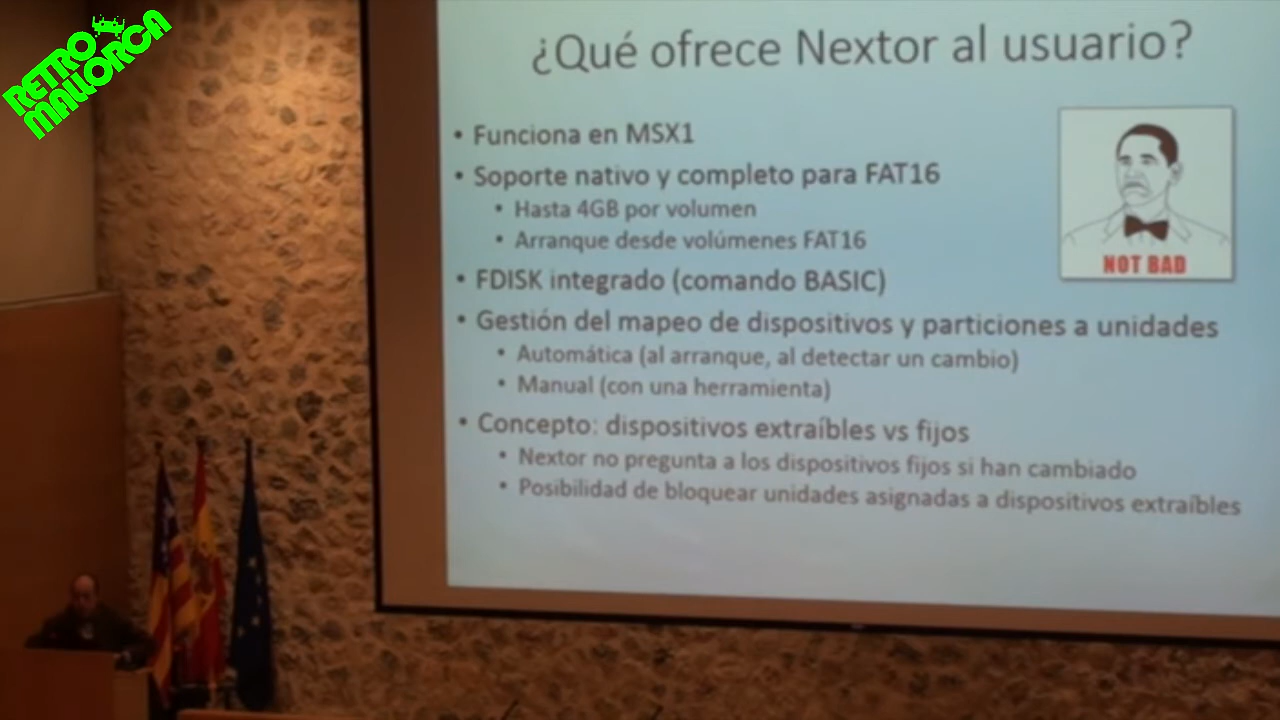 RETRO
MALLORCA
¿Qué ofrece Nextor al usuario?
• Funciona en MSX1
• Soporte nativo y completo para FAT16
• Hasta 4GB por volumen
• Arranque desde volúmenes FAT16
NOT BAD
• FDISK integrado (comando BASIC)
• Gestión del mapeo de dispositivos y particiones a unidades
• Automática (al arranque, al detectar un cambio)
• Manual (con una herramienta)
• Concepto: dispositivos extraíbles vs fijos
• Nextor no pregunta a los dispositivos fijos si han cambiado
• Posibilidad de bloquear unidades asignadas a dispositivos extraíbles